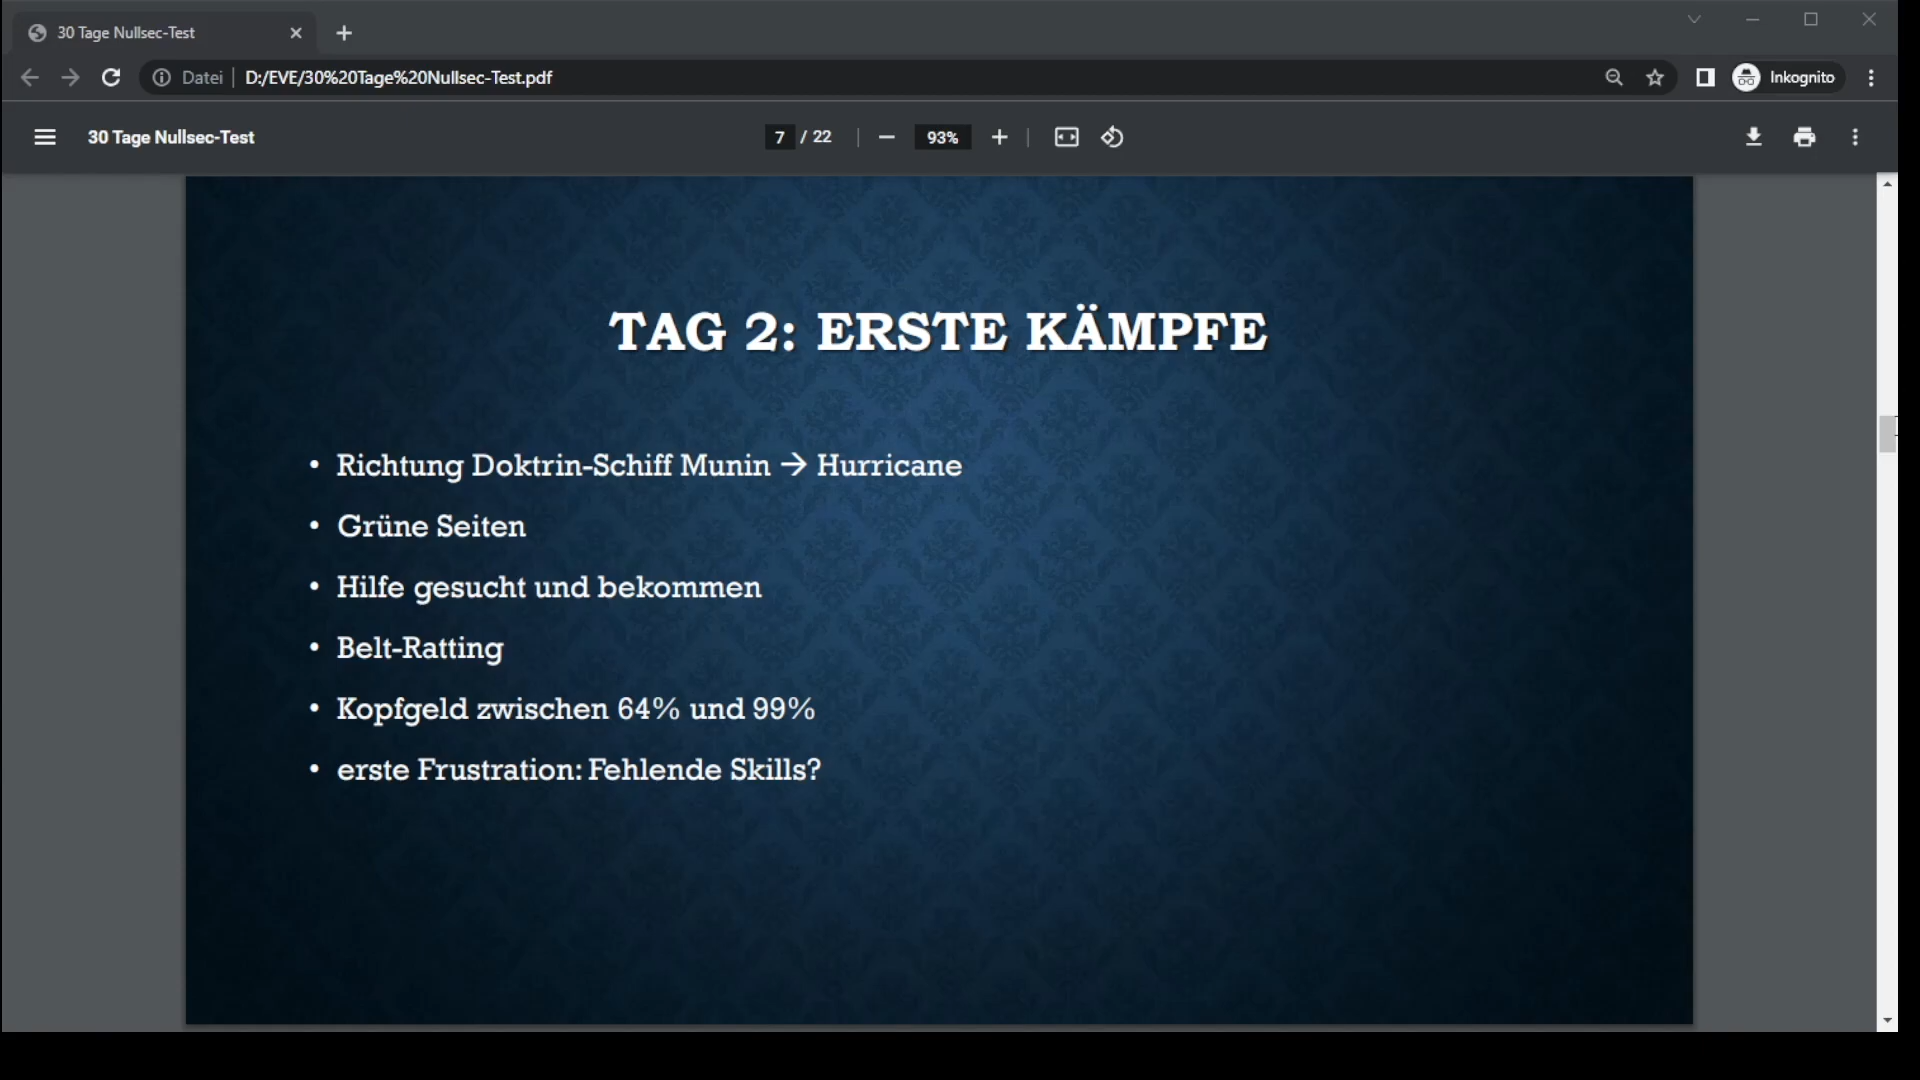 30 Tage Nullsec-Test
Datei D:/EVE/30%20Tage%20Nullsec-Test.pdf
Inkognito
30 Tage Nullsec-Test
7 / 22
93%
TAG 2: ERSTE KÄMPFE
• Richtung Doktrin-Schiff Munin → Hurricane
• Grüne Seiten
• Hilfe gesucht und bekommen
• Belt-Ratting
• Kopfgeld zwischen 64% und 99%
• erste Frustration: Fehlende Skills?